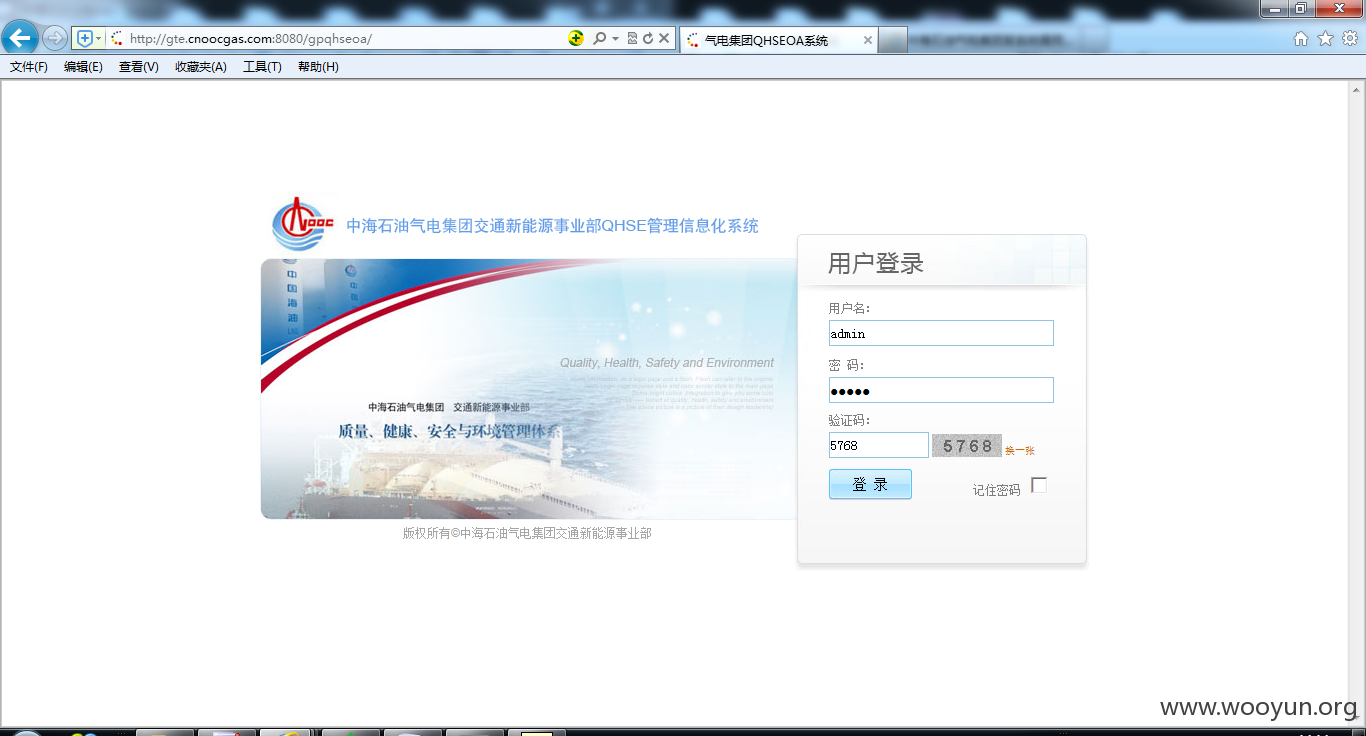 http://gte.cnoocgas.com:8080/gpqhseoa/
气电集团QHSEOA系统
文件(F) 编辑(E) 查看(V) 收藏夹(A) 工具(T) 帮助(H)
CNOOC
中海石油气电集团交通新能源事业部QHSE管理信息化系统
中国海油
Quality, Health, Safety and Environment
中海石油气电集团 交通新能源事业部
质量、健康、安全与环境管理体系
版权所有©中海石油气电集团交通新能源事业部
用户登录
用户名:
admin
密 码:
●●●●●
验证码:
5768
5768
换一张
登 录
记住密码
www.wooyun.org